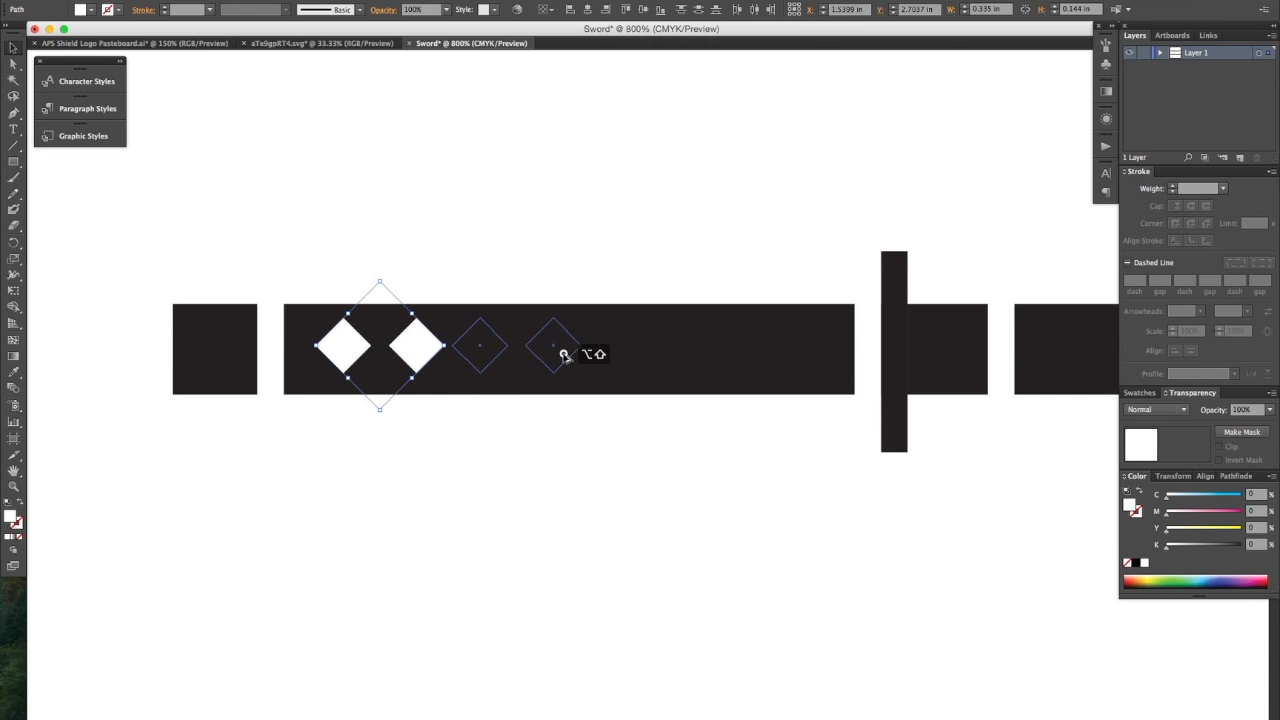 Path Stroke: Basic Opacity: 100% Style: X: 1.5399 in Y: 2.7037 in W: 0.335 in H: 0.144 in
Sword* @ 800% (CMYK/Preview)
× APS Shield Logo Pasteboard.ai* @ 150% (RGB/Preview) × aTe9gpRT4.svg* @ 33.33% (RGB/Preview) × Sword* @ 800% (CMYK/Preview)
Character Styles
Paragraph Styles
Graphic Styles
⌥⇧
Layers Artboards Links
Layer 1
1 Layer
Stroke
Weight:
Cap:
Corner: Limit: x
Align Stroke:
Dashed Line
dash gap dash gap dash gap
Arrowheads:
Scale: 100% 100%
Align:
Profile:
Swatches Transparency
Normal Opacity: 100%
Make Mask
Clip
Invert Mask
Color Transform Align Pathfinde
C 0 %
M 0 %
Y 0 %
K 0 %